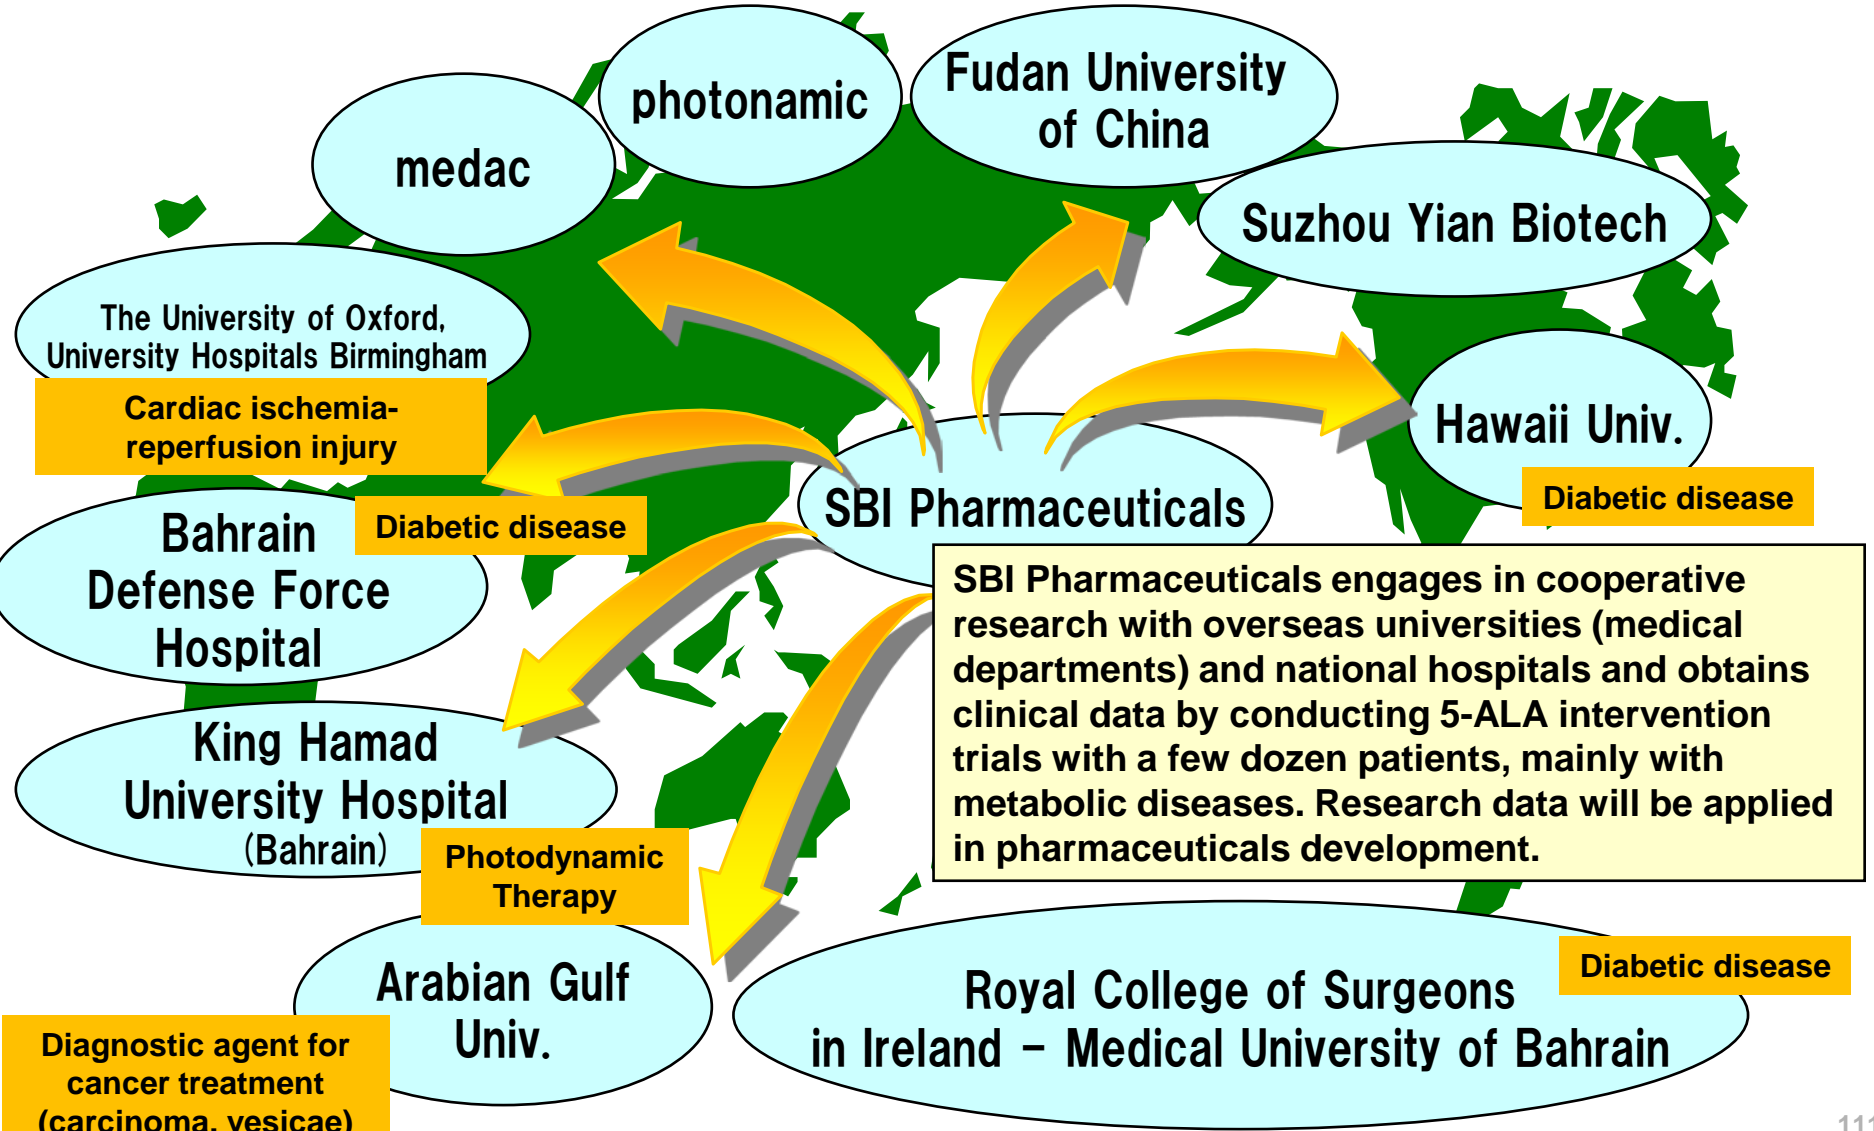 photonamic
Fudan University
of China
medac
Suzhou Yian Biotech
The University of Oxford,
University Hospitals Birmingham
Cardiac ischemia-
reperfusion injury
Hawaii Univ.
Diabetic disease
SBI Pharmaceuticals
Bahrain
Defense Force
Hospital
Diabetic disease
SBI Pharmaceuticals engages in cooperative
research with overseas universities (medical
departments) and national hospitals and obtains
clinical data by conducting 5-ALA intervention
trials with a few dozen patients, mainly with
metabolic diseases. Research data will be applied
in pharmaceuticals development.
King Hamad
University Hospital
(Bahrain)
Photodynamic
Therapy
Arabian Gulf
Univ.
Diagnostic agent for
cancer treatment
(carcinoma, vesicae)
Royal College of Surgeons
in Ireland – Medical University of Bahrain
Diabetic disease
111